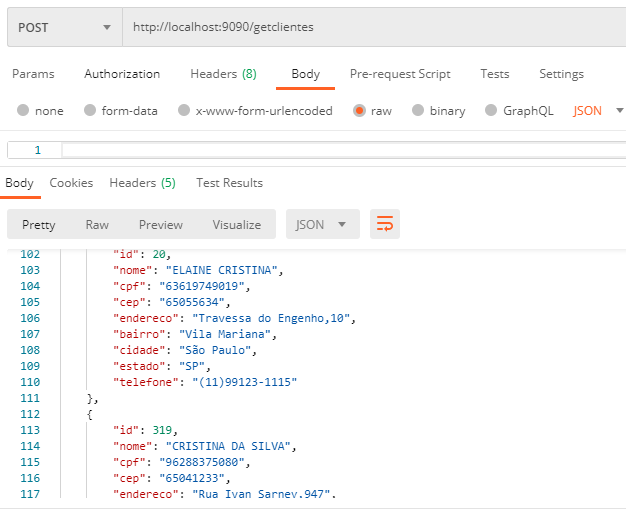 POST http://localhost:9090/getclientes
Params Authorization Headers (8) Body Pre-request Script Tests Settings
none form-data x-www-form-urlencoded raw binary GraphQL JSON
1
Body Cookies Headers (5) Test Results
Pretty Raw Preview Visualize JSON
102 "id": 20,
103 "nome": "ELAINE CRISTINA",
104 "cpf": "63619749019",
105 "cep": "65055634",
106 "endereco": "Travessa do Engenho,10",
107 "bairro": "Vila Mariana",
108 "cidade": "São Paulo",
109 "estado": "SP",
110 "telefone": "(11)99123-1115"
111 },
112 {
113 "id": 319,
114 "nome": "CRISTINA DA SILVA",
115 "cpf": "96288375080",
116 "cep": "65041233",
117 "endereco": "Rua Ivan Sarney,947",